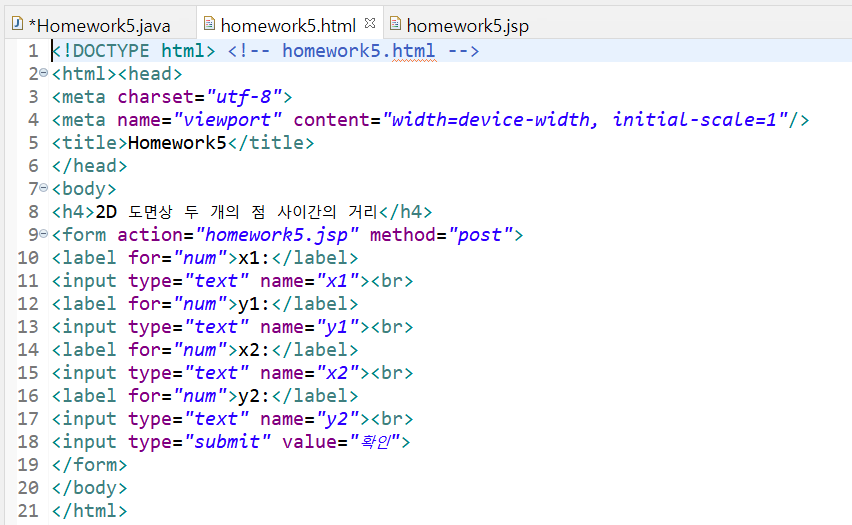 *Homework5.java homework5.html homework5.jsp
1 <!DOCTYPE html> <!-- homework5.html -->
2 <html><head>
3 <meta charset="utf-8">
4 <meta name="viewport" content="width=device-width, initial-scale=1"/>
5 <title>Homework5</title>
6 </head>
7 <body>
8 <h4>2D 도면상 두 개의 점 사이간의 거리</h4>
9 <form action="homework5.jsp" method="post">
10 <label for="num">x1:</label>
11 <input type="text" name="x1"><br>
12 <label for="num">y1:</label>
13 <input type="text" name="y1"><br>
14 <label for="num">x2:</label>
15 <input type="text" name="x2"><br>
16 <label for="num">y2:</label>
17 <input type="text" name="y2"><br>
18 <input type="submit" value="확인">
19 </form>
20 </body>
21 </html>